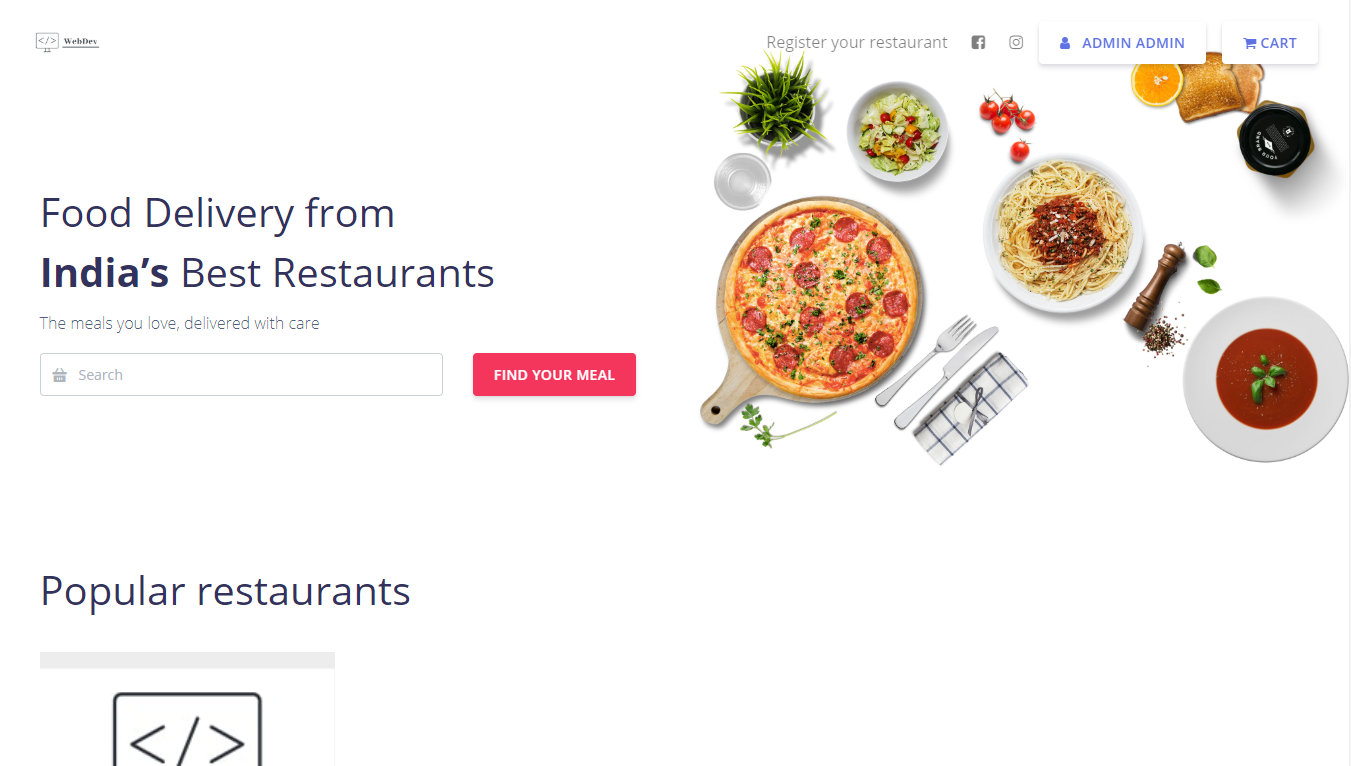 </> WebDev
Register your restaurant
ADMIN ADMIN
CART
Food Delivery from
India’s Best Restaurants
The meals you love, delivered with care
Search
FIND YOUR MEAL
Popular restaurants
</>